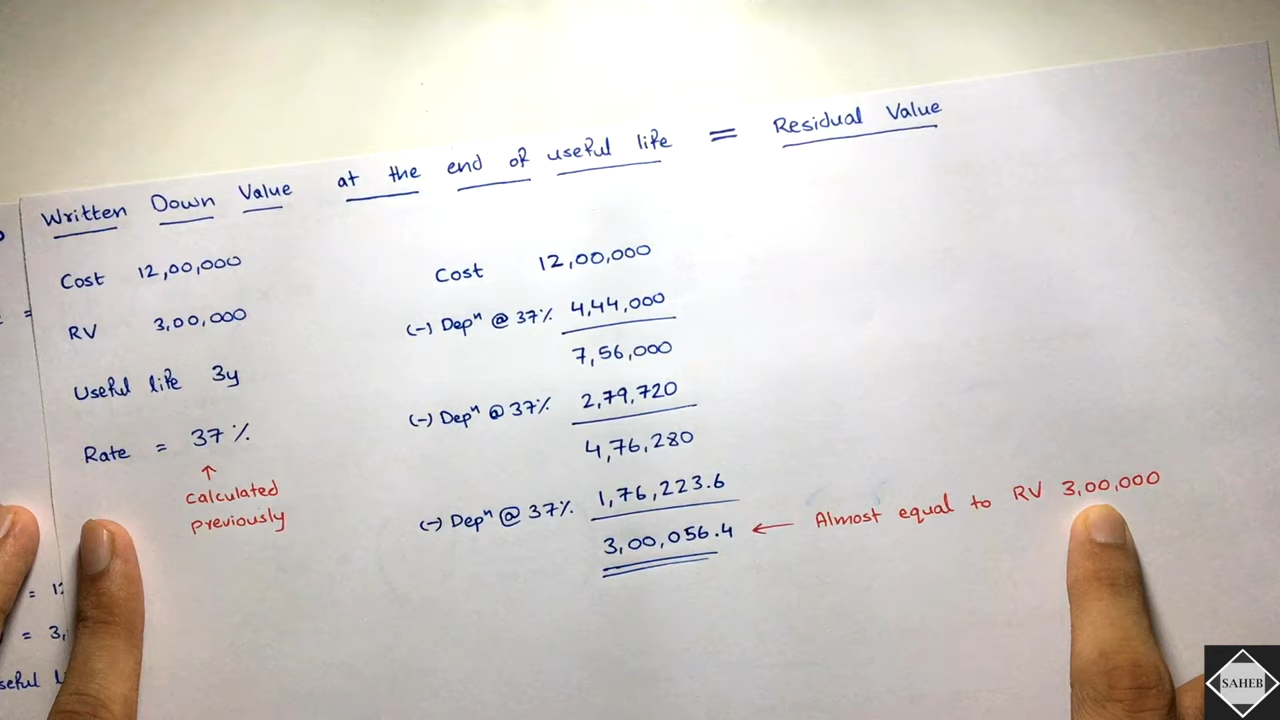 Written Down Value at the end of useful life = Residual Value
Cost 12,00,000
RV 3,00,000
Useful life 3y
Rate = 37%
↑
Calculated
previously
Cost 12,00,000
(-) Depⁿ @ 37% 4,44,000
7,56,000
(-) Depⁿ @ 37% 2,79,720
4,76,280
(-) Depⁿ @ 37% 1,76,223.6
3,00,056.4 ← Almost equal to RV 3,00,000
=
= 12
= 3,
seful l
SAHEB